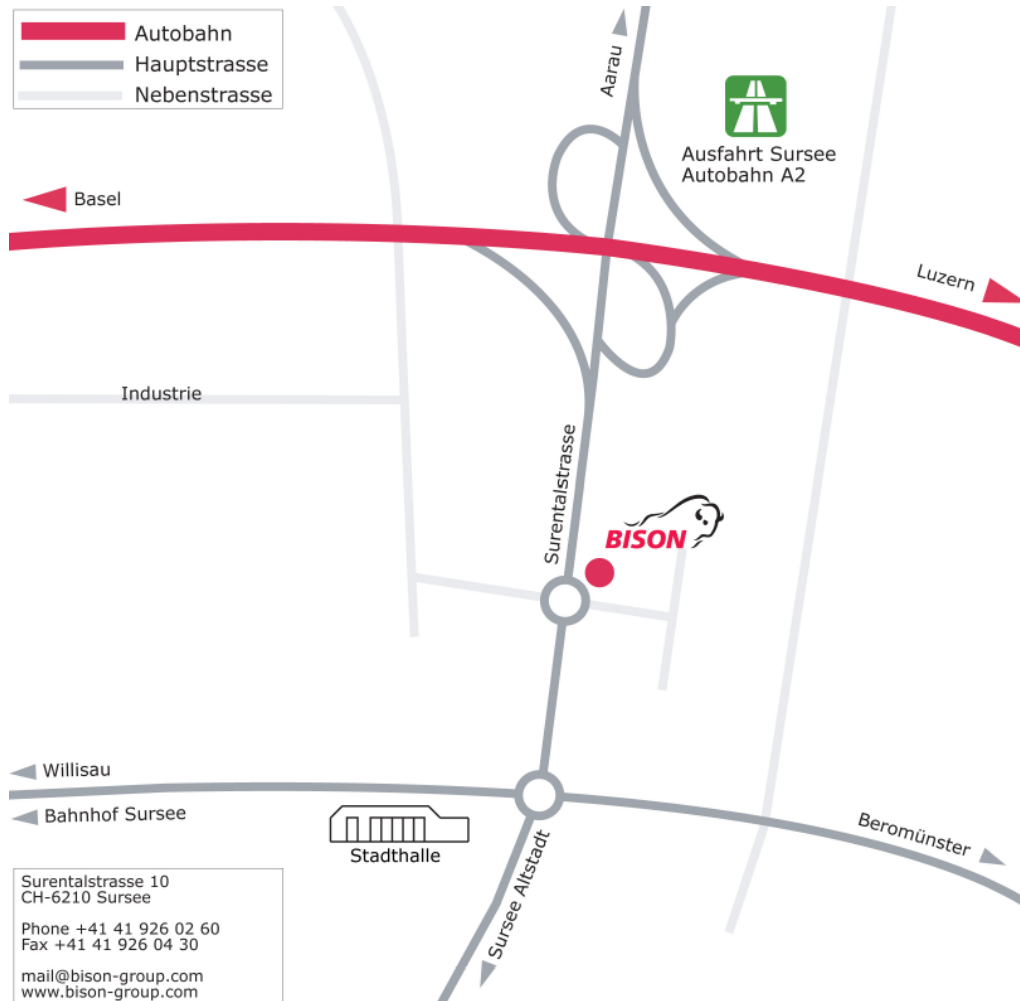 Autobahn
Hauptstrasse
Nebenstrasse
Aarau
Ausfahrt Sursee
Autobahn A2
Basel
Luzern
Industrie
Surentalstrasse
BISON
Willisau
Bahnhof Sursee
Stadthalle
Beromünster
Sursee Altstadt
Surentalstrasse 10
CH-6210 Sursee
Phone +41 41 926 02 60
Fax +41 41 926 04 30
mail@bison-group.com
www.bison-group.com